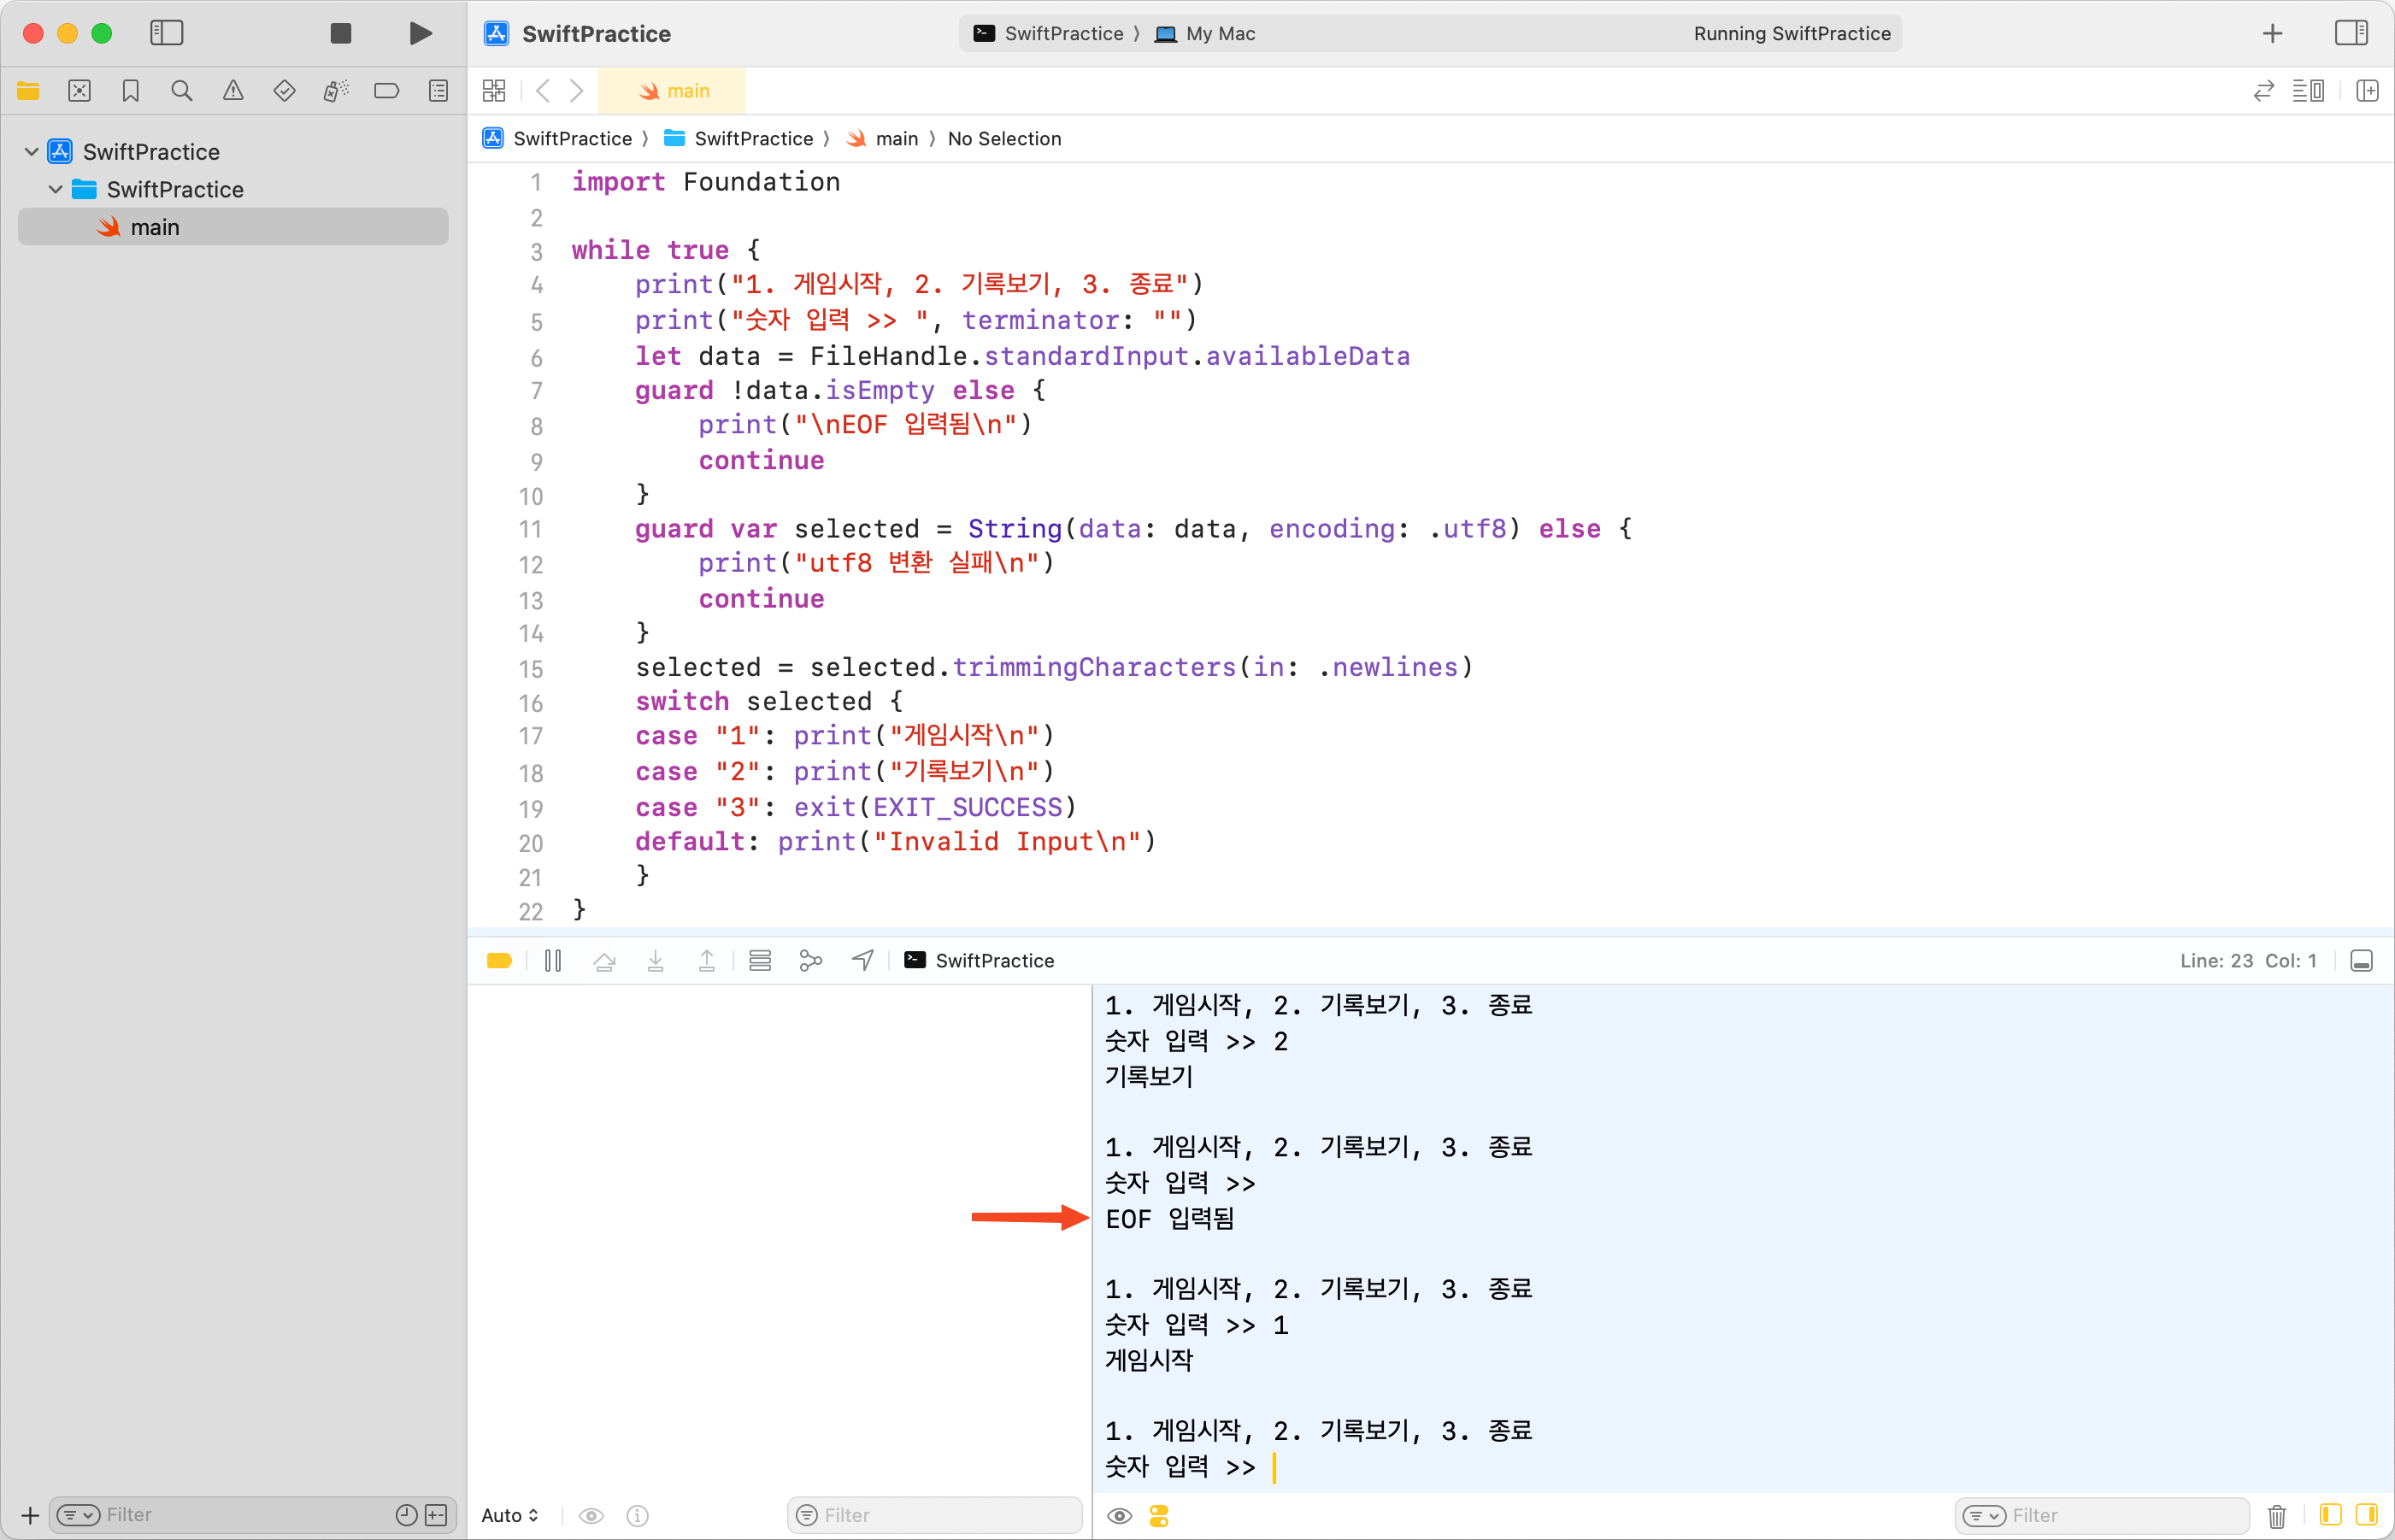 SwiftPractice
SwiftPractice 〉 My Mac
Running SwiftPractice
main
SwiftPractice 〉 SwiftPractice 〉 main 〉 No Selection
SwiftPractice
SwiftPractice
main
1 import Foundation
2
3 while true {
4     print("1. 게임시작, 2. 기록보기, 3. 종료")
5     print("숫자 입력 >> ", terminator: "")
6     let data = FileHandle.standardInput.availableData
7     guard !data.isEmpty else {
8         print("\nEOF 입력됨\n")
9         continue
10     }
11     guard var selected = String(data: data, encoding: .utf8) else {
12         print("utf8 변환 실패\n")
13         continue
14     }
15     selected = selected.trimmingCharacters(in: .newlines)
16     switch selected {
17     case "1": print("게임시작\n")
18     case "2": print("기록보기\n")
19     case "3": exit(EXIT_SUCCESS)
20     default: print("Invalid Input\n")
21     }
22 }
SwiftPractice
Line: 23 Col: 1
1. 게임시작, 2. 기록보기, 3. 종료
숫자 입력 >> 2
기록보기
1. 게임시작, 2. 기록보기, 3. 종료
숫자 입력 >>
EOF 입력됨
1. 게임시작, 2. 기록보기, 3. 종료
숫자 입력 >> 1
게임시작
1. 게임시작, 2. 기록보기, 3. 종료
숫자 입력 >>
Filter
Auto
Filter
Filter